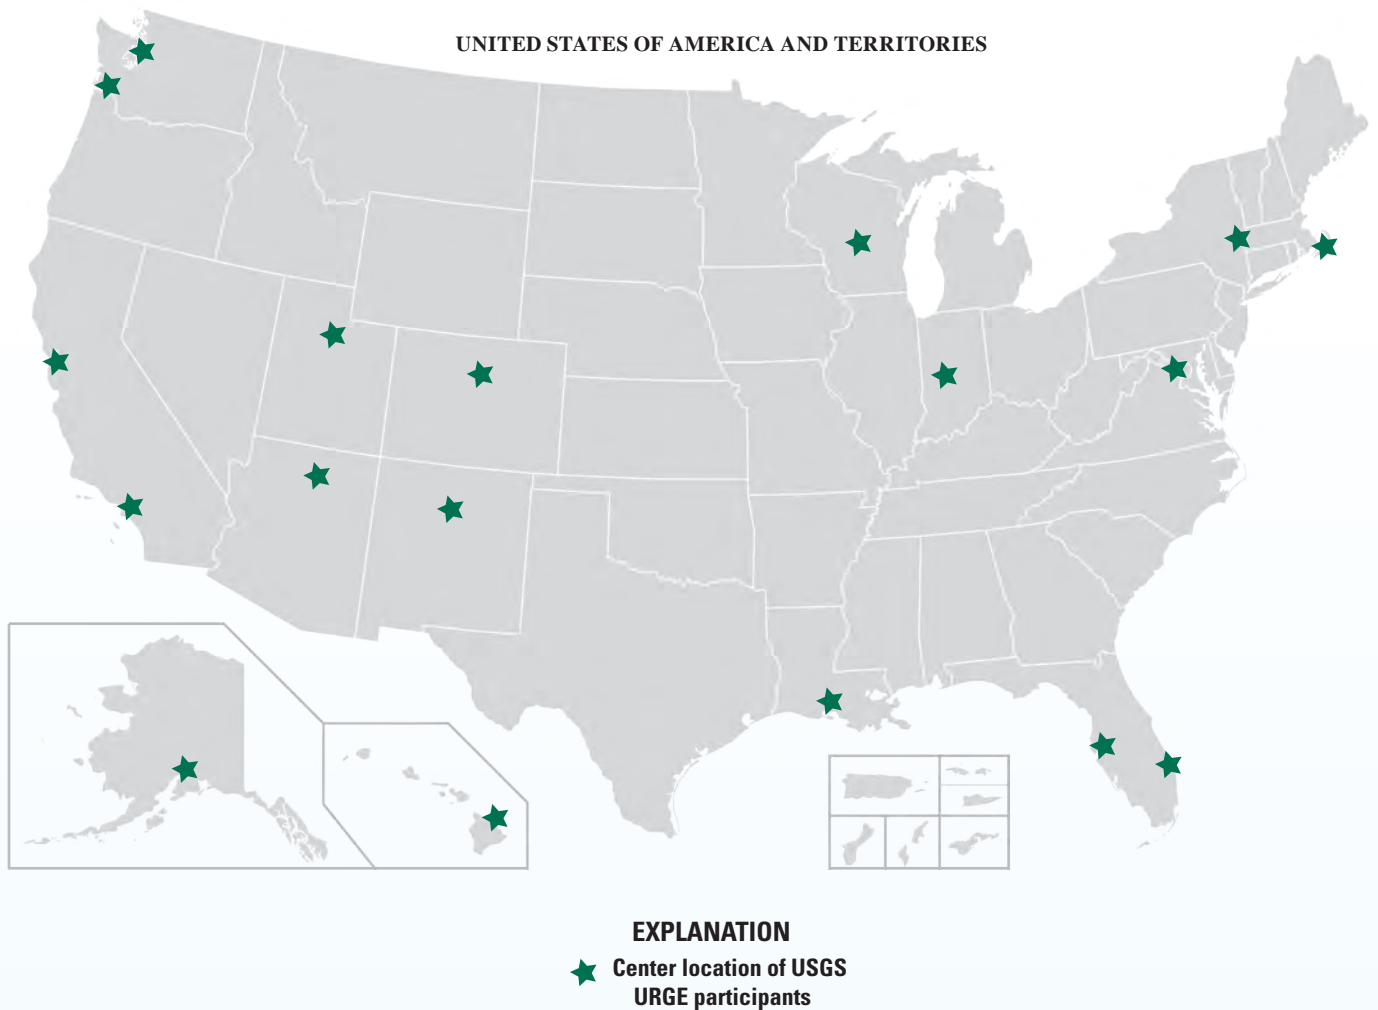 UNITED STATES OF AMERICA AND TERRITORIES
EXPLANATION
Center location of USGS
URGE participants